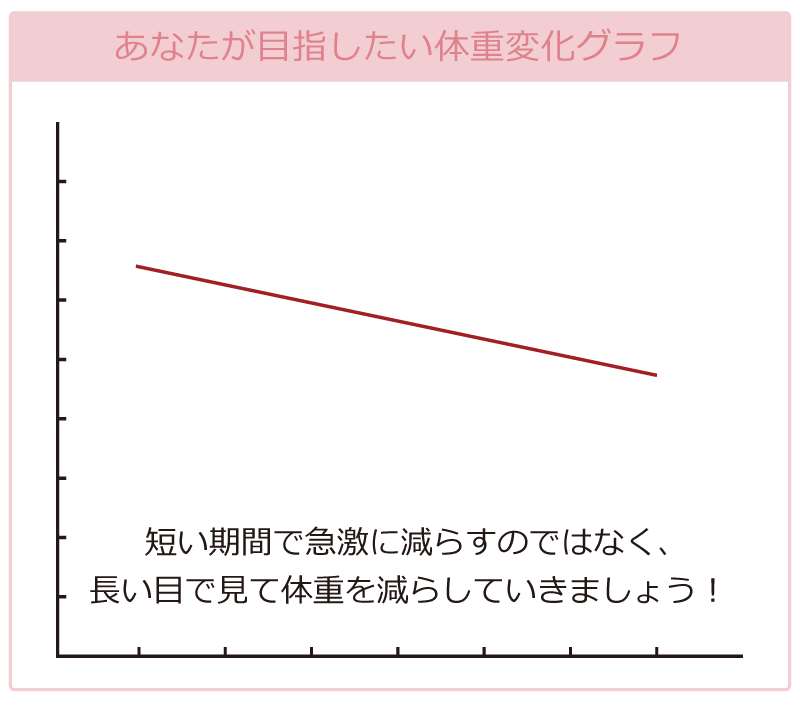 あなたが目指したい体重変化グラフ
短い期間で急激に減らすのではなく、
長い目で見て体重を減らしていきましょう！